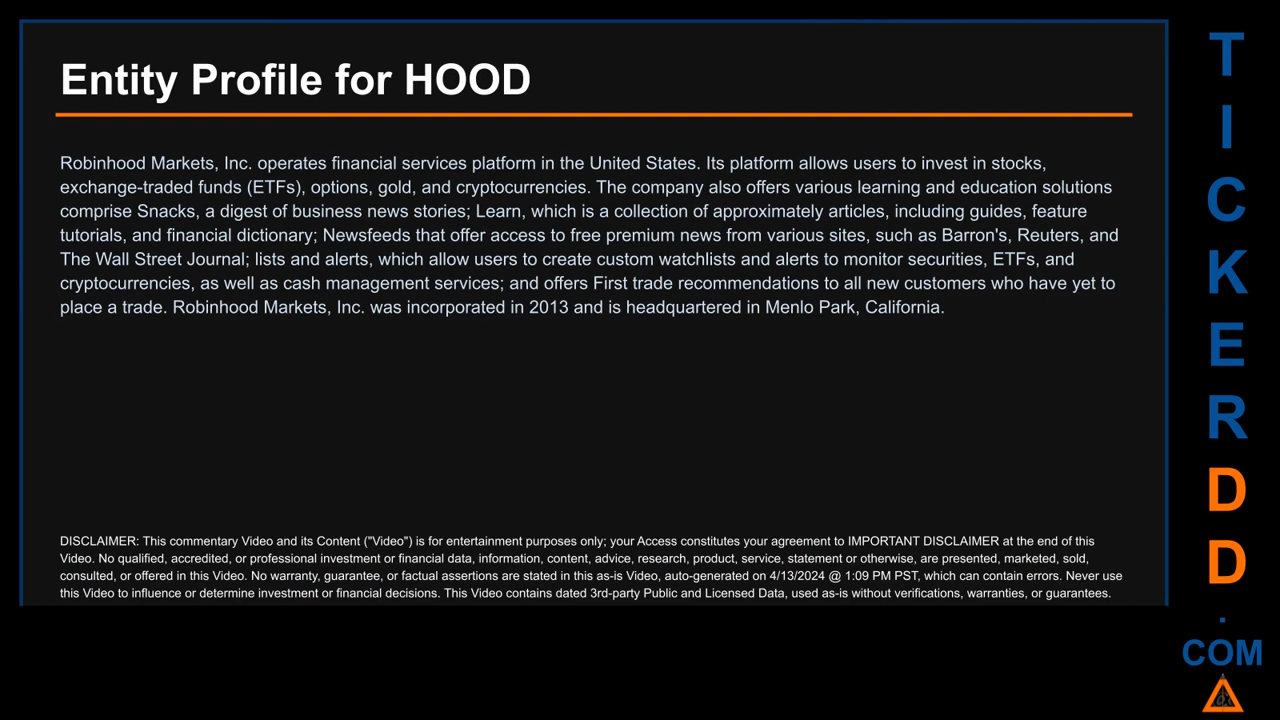 Entity Profile for HOOD
Robinhood Markets, Inc. operates financial services platform in the United States. Its platform allows users to invest in stocks,
exchange-traded funds (ETFs), options, gold, and cryptocurrencies. The company also offers various learning and education solutions
comprise Snacks, a digest of business news stories; Learn, which is a collection of approximately articles, including guides, feature
tutorials, and financial dictionary; Newsfeeds that offer access to free premium news from various sites, such as Barron's, Reuters, and
The Wall Street Journal; lists and alerts, which allow users to create custom watchlists and alerts to monitor securities, ETFs, and
cryptocurrencies, as well as cash management services; and offers First trade recommendations to all new customers who have yet to
place a trade. Robinhood Markets, Inc. was incorporated in 2013 and is headquartered in Menlo Park, California.
DISCLAIMER: This commentary Video and its Content ("Video") is for entertainment purposes only; your Access constitutes your agreement to IMPORTANT DISCLAIMER at the end of this
Video. No qualified, accredited, or professional investment or financial data, information, content, advice, research, product, service, statement or otherwise, are presented, marketed, sold,
consulted, or offered in this Video. No warranty, guarantee, or factual assertions are stated in this as-is Video, auto-generated on 4/13/2024 @ 1:09 PM PST, which can contain errors. Never use
this Video to influence or determine investment or financial decisions. This Video contains dated 3rd-party Public and Licensed Data, used as-is without verifications, warranties, or guarantees.
T
I
C
K
E
R
D
D
.
COM